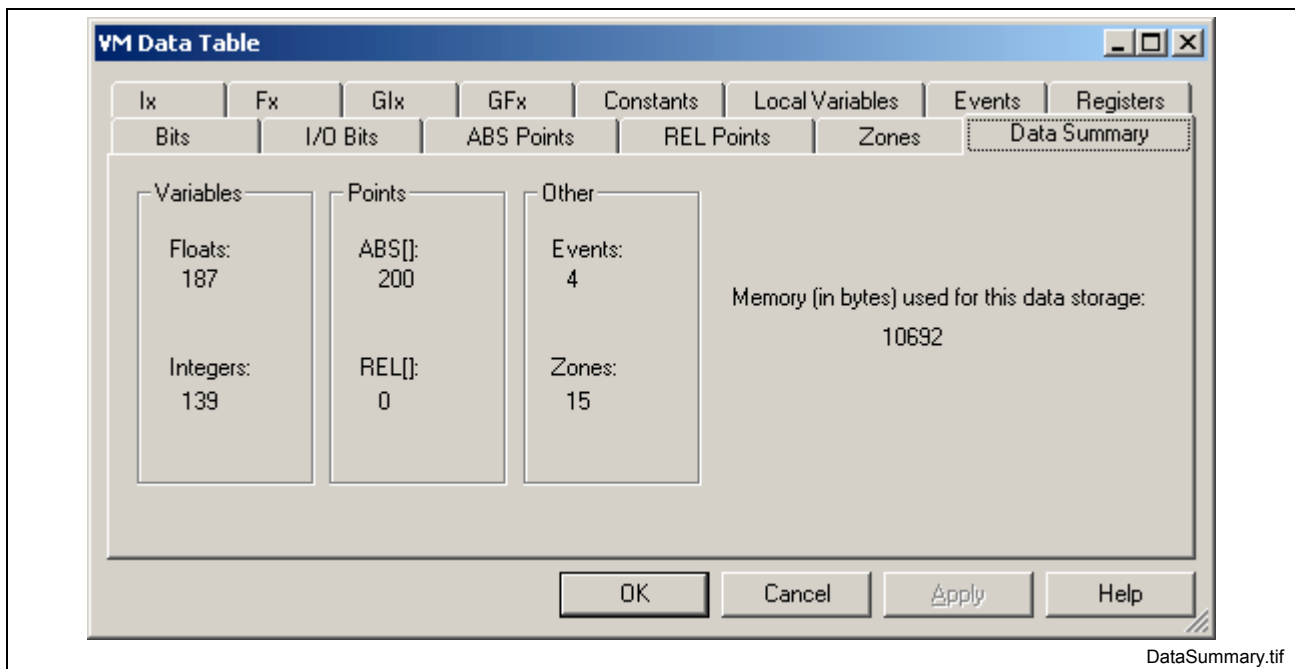 VM Data Table
Ix Fx GIx GFx Constants Local Variables Events Registers
Bits I/O Bits ABS Points REL Points Zones Data Summary
Variables Points Other
Floats: ABS[]: Events:
187 200 4
Memory (in bytes) used for this data storage:
10692
Integers: REL[]: Zones:
139 0 15
OK Cancel Apply Help
DataSummary.tif